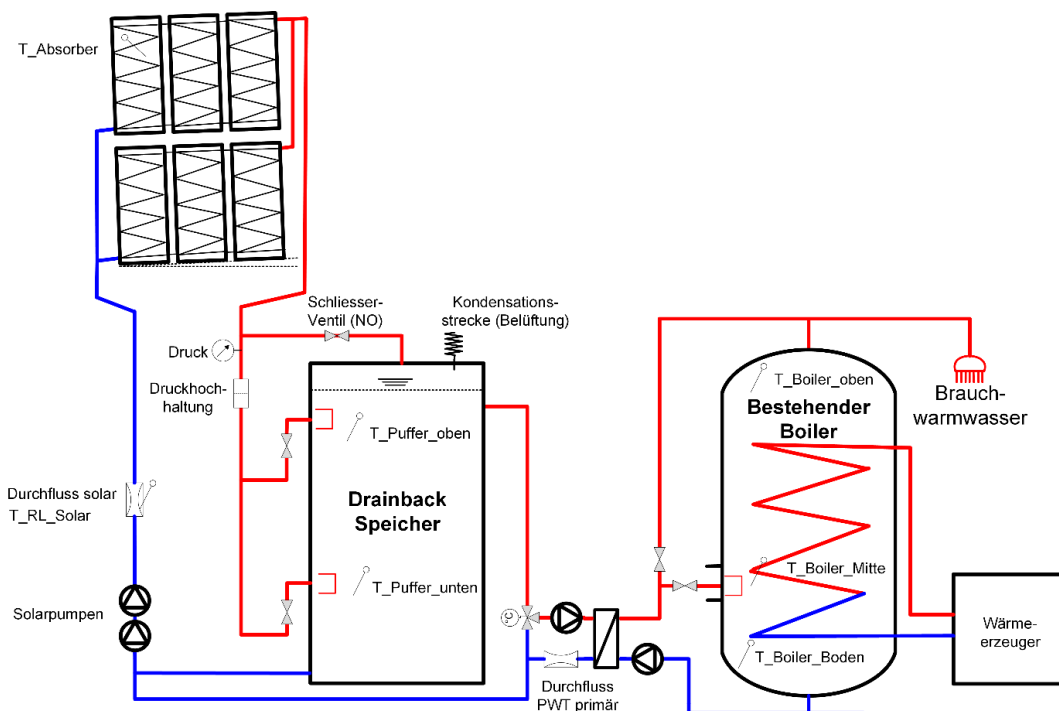 T_Absorber
Schliesser-
Ventil (NO)
Kondensations-
strecke (Belüftung)
Druck
Druckhoch-
haltung
T_Puffer_oben
Drainback
Speicher
T_Puffer_unten
Durchfluss solar
T_RL_Solar
Solarpumpen
°C
Durchfluss
PWT primär
T_Boiler_oben
Bestehender
Boiler
T_Boiler_Mitte
T_Boiler_Boden
Brauch-
warmwasser
Wärme-
erzeuger